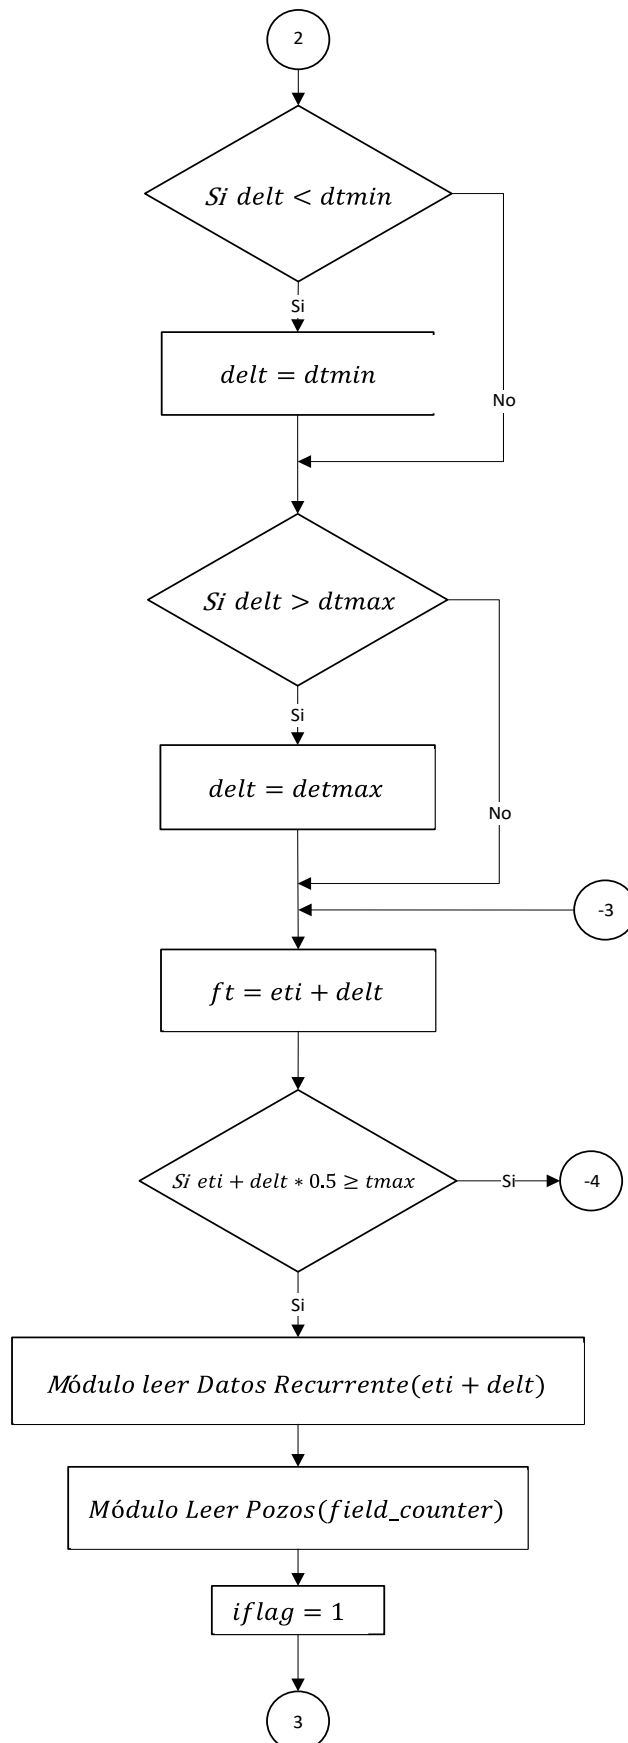 2
Si delt < dtmin
Si
delt = dtmin
No
Si delt > dtmax
Si
delt = detmax
No
-3
ft = eti + delt
Si eti + delt * 0.5 ≥ tmax
Si
-4
Si
Módulo leer Datos Recurrente(eti + delt)
Módulo Leer Pozos(field_counter)
iflag = 1
3